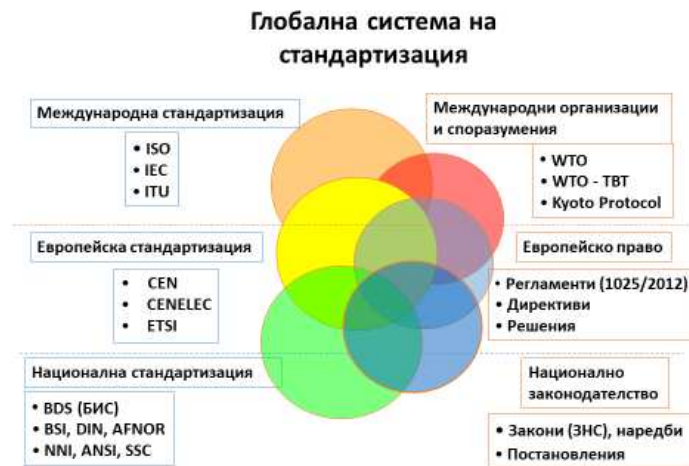 Глобална система на
стандартизация
Международна стандартизация
• ISO
• IEC
• ITU
Международни организации
и споразумения
• WTO
• WTO - TBT
• Kyoto Protocol
Европейска стандартизация
• CEN
• CENELEC
• ETSI
Европейско право
• Регламенти (1025/2012)
• Директиви
• Решения
Национална стандартизация
• BDS (БИС)
• BSI, DIN, AFNOR
• NNI, ANSI, SSC
Национално
законодателство
• Закони (ЗНС), наредби
• Постановления